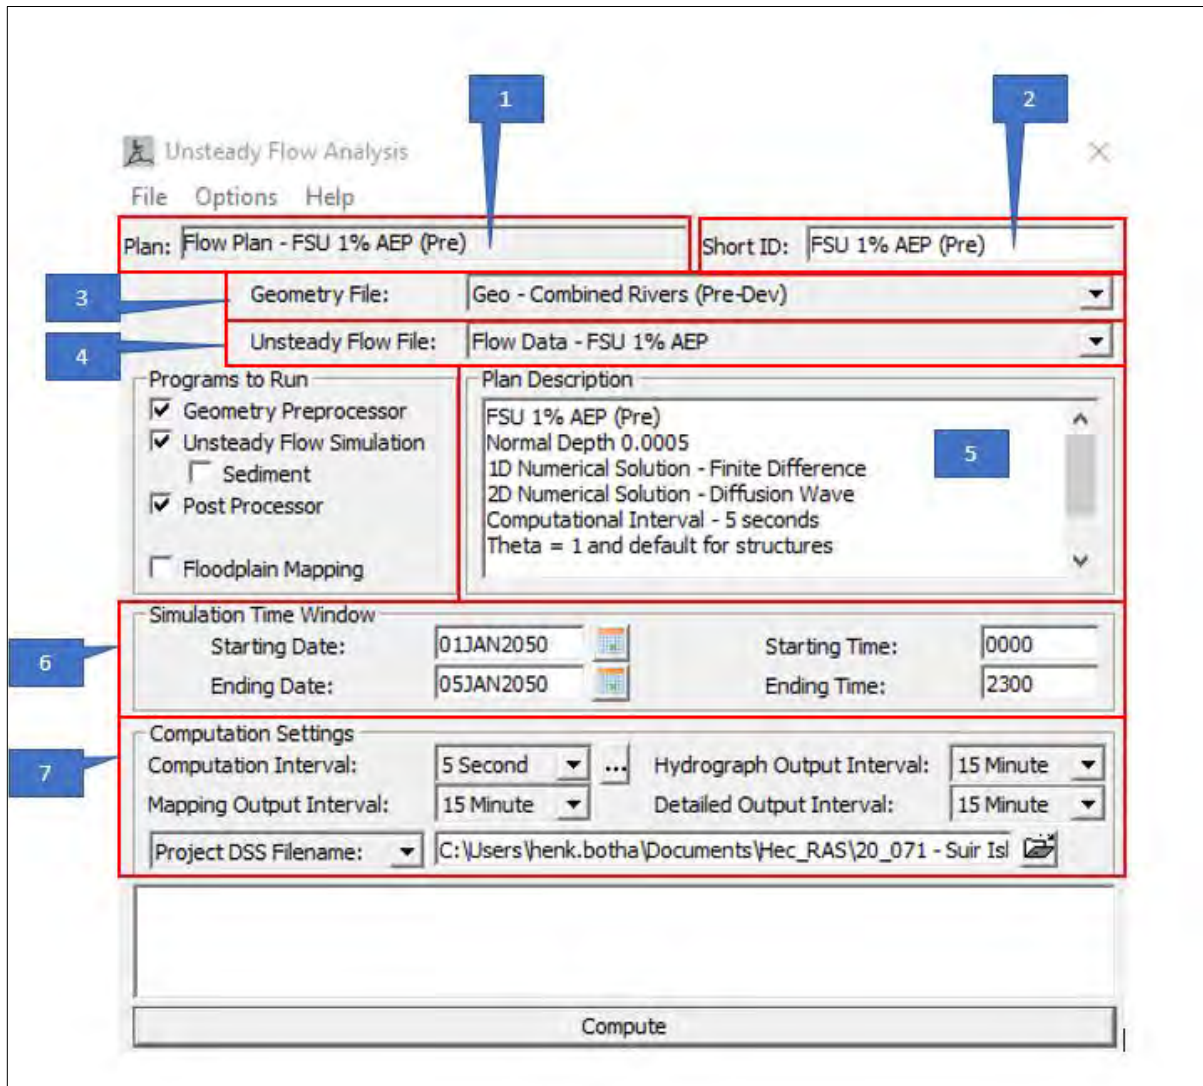 1
2
Unsteady Flow Analysis
File Options Help
Plan: Flow Plan - FSU 1% AEP (Pre) Short ID: FSU 1% AEP (Pre)
3
Geometry File: Geo - Combined Rivers (Pre-Dev)
4
Unsteady Flow File: Flow Data - FSU 1% AEP
Programs to Run
Geometry Preprocessor
Unsteady Flow Simulation
Sediment
Post Processor
Floodplain Mapping
Plan Description
FSU 1% AEP (Pre)
Normal Depth 0.0005
1D Numerical Solution - Finite Difference
2D Numerical Solution - Diffusion Wave
Computational Interval - 5 seconds
Theta = 1 and default for structures
5
6
Simulation Time Window
Starting Date: 01JAN2050 Starting Time: 0000
Ending Date: 05JAN2050 Ending Time: 2300
7
Computation Settings
Computation Interval: 5 Second ... Hydrograph Output Interval: 15 Minute
Mapping Output Interval: 15 Minute Detailed Output Interval: 15 Minute
Project DSS Filename: C:\Users\henk.botha\Documents\Hec_RAS\20_071 - Suir Isl
Compute